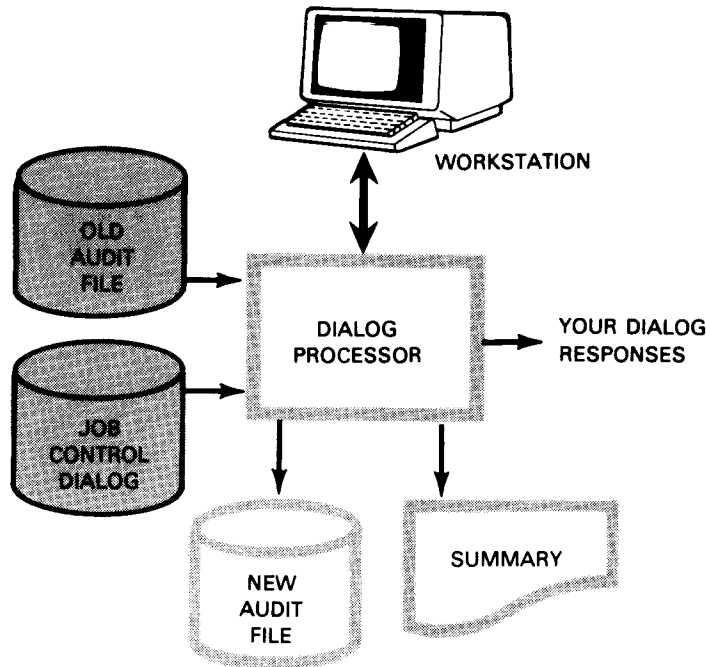 WORKSTATION
OLD
AUDIT
FILE
DIALOG
PROCESSOR
YOUR DIALOG
RESPONSES
JOB
CONTROL
DIALOG
NEW
AUDIT
FILE
SUMMARY